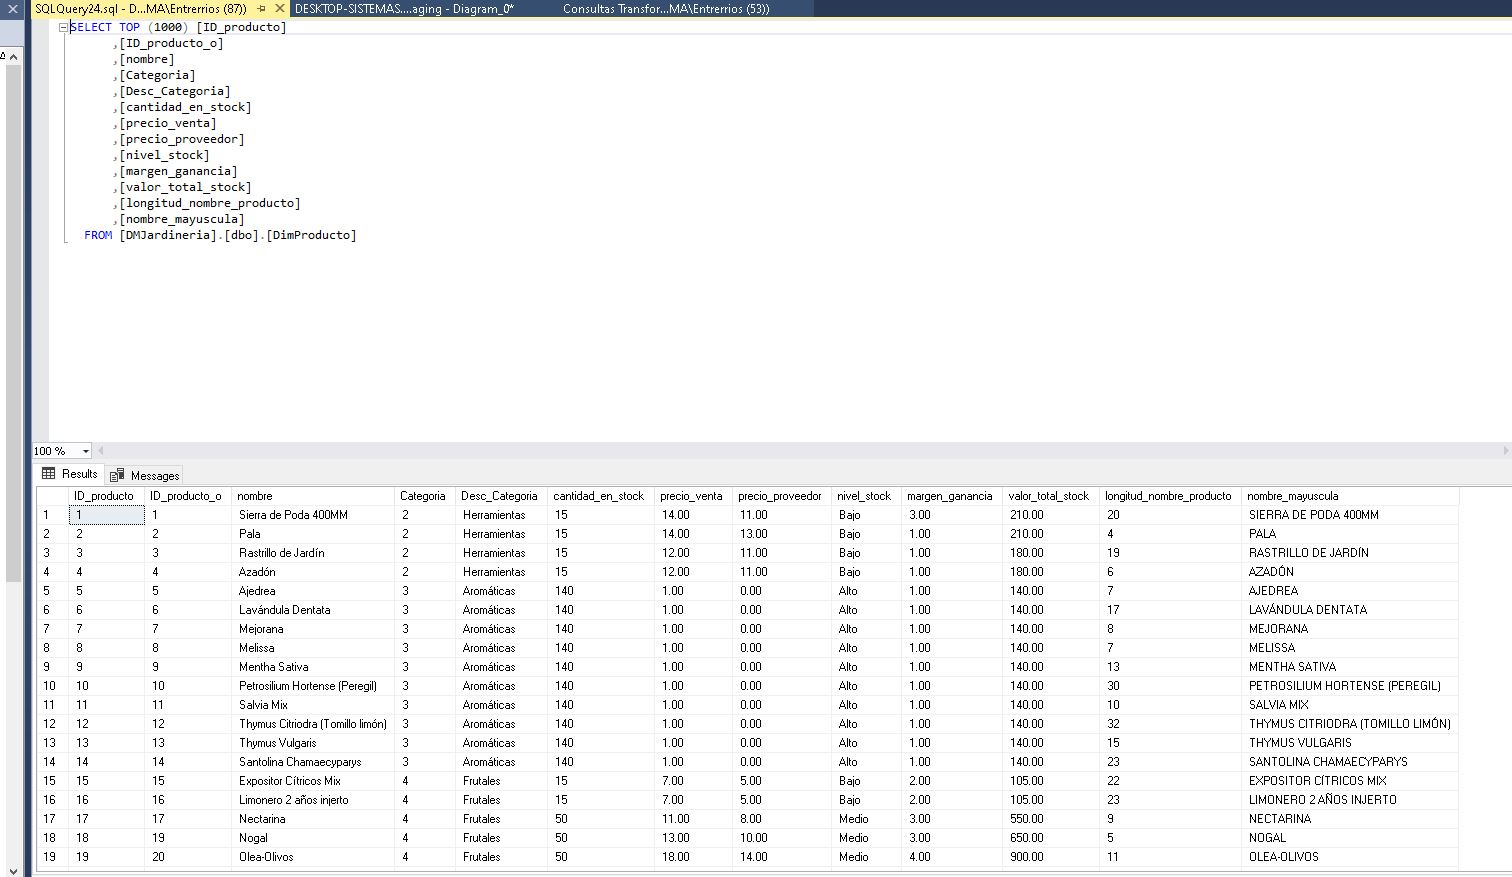 SQLQuery24.sql - D...MA\Entrerrios (87)) DESKTOP-SISTEMAS....aging - Diagram_0* Consultas Transfor...MA\Entrerrios (53))
SELECT TOP (1000) [ID_producto]
,[ID_producto_o]
,[nombre]
,[Categoria]
,[Desc_Categoria]
,[cantidad_en_stock]
,[precio_venta]
,[precio_proveedor]
,[nivel_stock]
,[margen_ganancia]
,[valor_total_stock]
,[longitud_nombre_producto]
,[nombre_mayuscula]
FROM [DMJardineria].[dbo].[DimProducto]
100 %
Results Messages
ID_producto ID_producto_o nombre Categoria Desc_Categoria cantidad_en_stock precio_venta precio_proveedor nivel_stock margen_ganancia valor_total_stock longitud_nombre_producto nombre_mayuscula
1 1 1 Sierra de Poda 400MM 2 Herramientas 15 14.00 11.00 Bajo 3.00 210.00 20 SIERRA DE PODA 400MM
2 2 2 Pala 2 Herramientas 15 14.00 13.00 Bajo 1.00 210.00 4 PALA
3 3 3 Rastrillo de Jardín 2 Herramientas 15 12.00 11.00 Bajo 1.00 180.00 19 RASTRILLO DE JARDÍN
4 4 4 Azadón 2 Herramientas 15 12.00 11.00 Bajo 1.00 180.00 6 AZADÓN
5 5 5 Ajedrea 3 Aromáticas 140 1.00 0.00 Alto 1.00 140.00 7 AJEDREA
6 6 6 Lavándula Dentata 3 Aromáticas 140 1.00 0.00 Alto 1.00 140.00 17 LAVÁNDULA DENTATA
7 7 7 Mejorana 3 Aromáticas 140 1.00 0.00 Alto 1.00 140.00 8 MEJORANA
8 8 8 Melissa 3 Aromáticas 140 1.00 0.00 Alto 1.00 140.00 7 MELISSA
9 9 9 Mentha Sativa 3 Aromáticas 140 1.00 0.00 Alto 1.00 140.00 13 MENTHA SATIVA
10 10 10 Petrosilium Hortense (Peregil) 3 Aromáticas 140 1.00 0.00 Alto 1.00 140.00 30 PETROSILIUM HORTENSE (PEREGIL)
11 11 11 Salvia Mix 3 Aromáticas 140 1.00 0.00 Alto 1.00 140.00 10 SALVIA MIX
12 12 12 Thymus Citriodra (Tomillo limón) 3 Aromáticas 140 1.00 0.00 Alto 1.00 140.00 32 THYMUS CITRIODRA (TOMILLO LIMÓN)
13 13 13 Thymus Vulgaris 3 Aromáticas 140 1.00 0.00 Alto 1.00 140.00 15 THYMUS VULGARIS
14 14 14 Santolina Chamaecyparys 3 Aromáticas 140 1.00 0.00 Alto 1.00 140.00 23 SANTOLINA CHAMAECYPARYS
15 15 15 Expositor Cítricos Mix 4 Frutales 15 7.00 5.00 Bajo 2.00 105.00 22 EXPOSITOR CÍTRICOS MIX
16 16 16 Limonero 2 años injerto 4 Frutales 15 7.00 5.00 Bajo 2.00 105.00 23 LIMONERO 2 AÑOS INJERTO
17 17 17 Nectarina 4 Frutales 50 11.00 8.00 Medio 3.00 550.00 9 NECTARINA
18 18 19 Nogal 4 Frutales 50 13.00 10.00 Medio 3.00 650.00 5 NOGAL
19 19 20 Olea-Olivos 4 Frutales 50 18.00 14.00 Medio 4.00 900.00 11 OLEA-OLIVOS